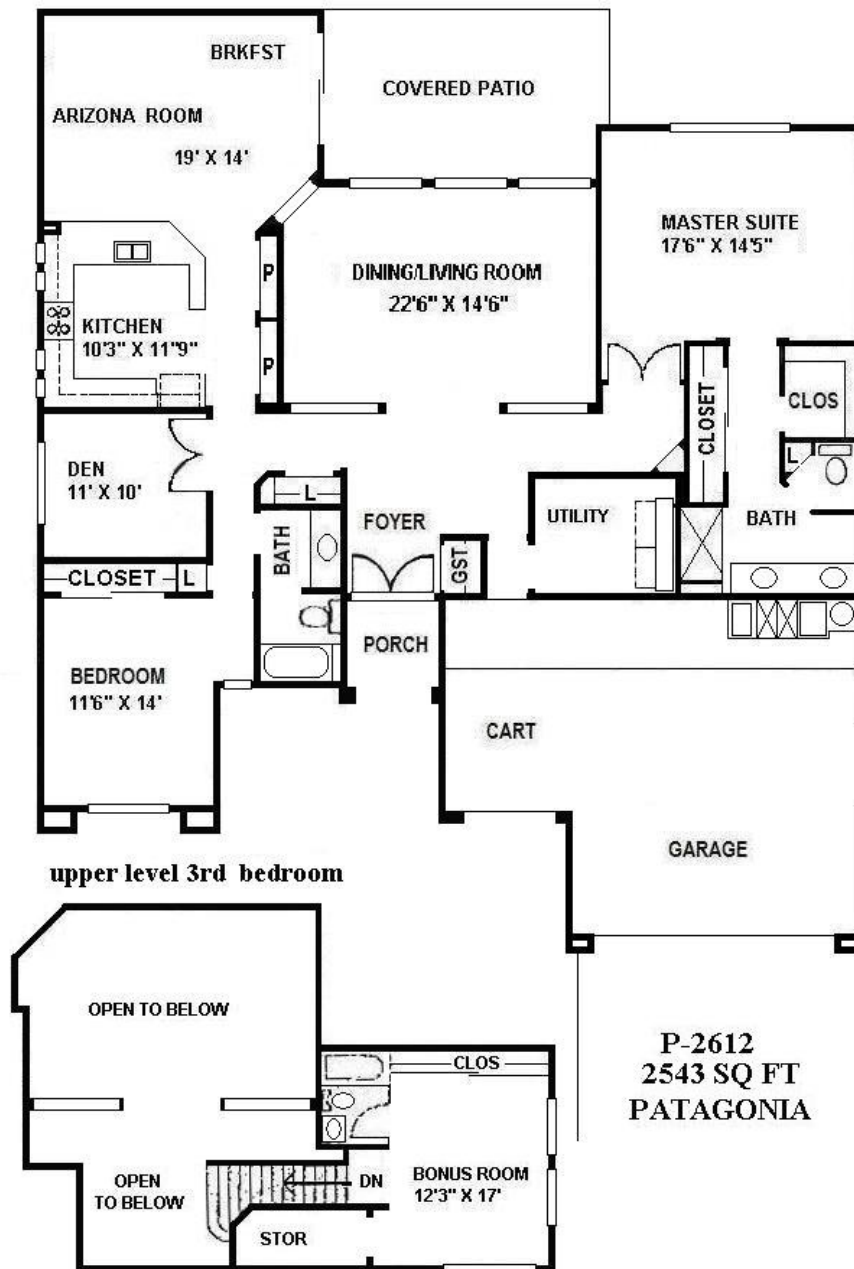 BRKFST
COVERED PATIO
ARIZONA ROOM
19' X 14'
MASTER SUITE
17'6" X 14'5"
P
DINING/LIVING ROOM
22'6" X 14'6"
KITCHEN
10'3" X 11'9"
P
CLOSET
CLOS
DEN
11' X 10'
L
L
UTILITY
BATH
FOYER
BATH
GST
CLOSET
L
PORCH
BEDROOM
11'6" X 14'
CART
GARAGE
upper level 3rd bedroom
OPEN TO BELOW
P-2612
2543 SQ FT
PATAGONIA
CLOS
OPEN
TO BELOW
DN
BONUS ROOM
12'3" X 17'
STOR